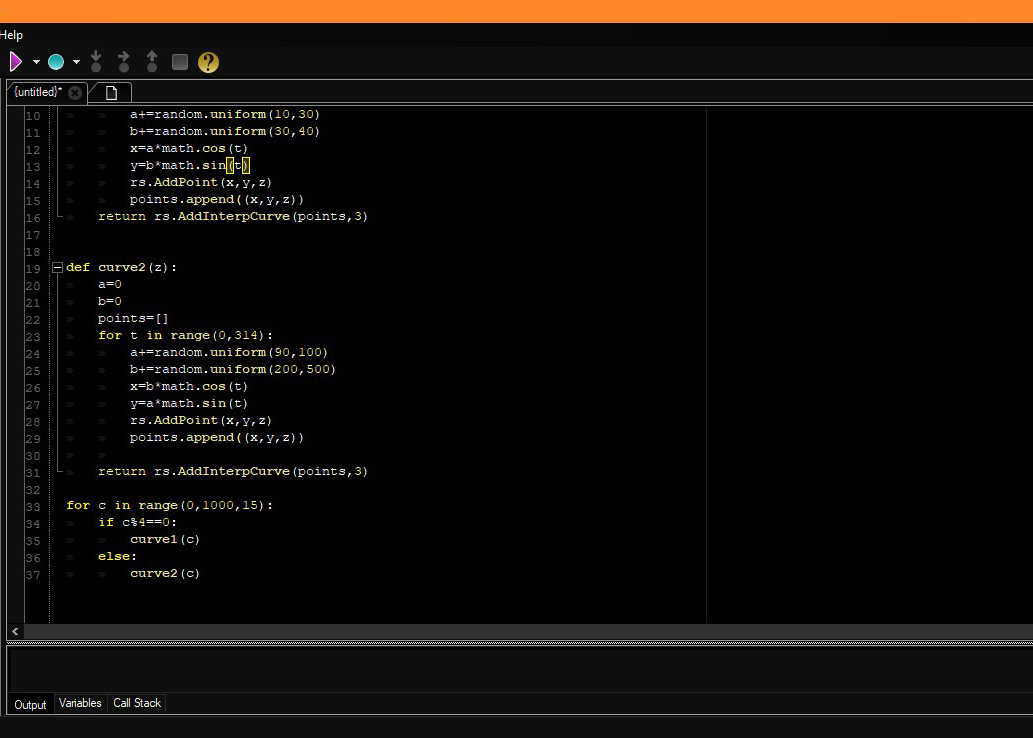 Help
{untitled}*
10 a+=random.uniform(10,30)
11 b+=random.uniform(30,40)
12 x=a*math.cos(t)
13 y=b*math.sin(t)
14 rs.AddPoint(x,y,z)
15 points.append((x,y,z))
16 return rs.AddInterpCurve(points,3)
17
18
19 def curve2(z):
20 a=0
21 b=0
22 points=[]
23 for t in range(0,314):
24 a+=random.uniform(90,100)
25 b+=random.uniform(200,500)
26 x=b*math.cos(t)
27 y=a*math.sin(t)
28 rs.AddPoint(x,y,z)
29 points.append((x,y,z))
30
31 return rs.AddInterpCurve(points,3)
32
33 for c in range(0,1000,15):
34 if c%4==0:
35 curve1(c)
36 else:
37 curve2(c)
Output Variables Call Stack